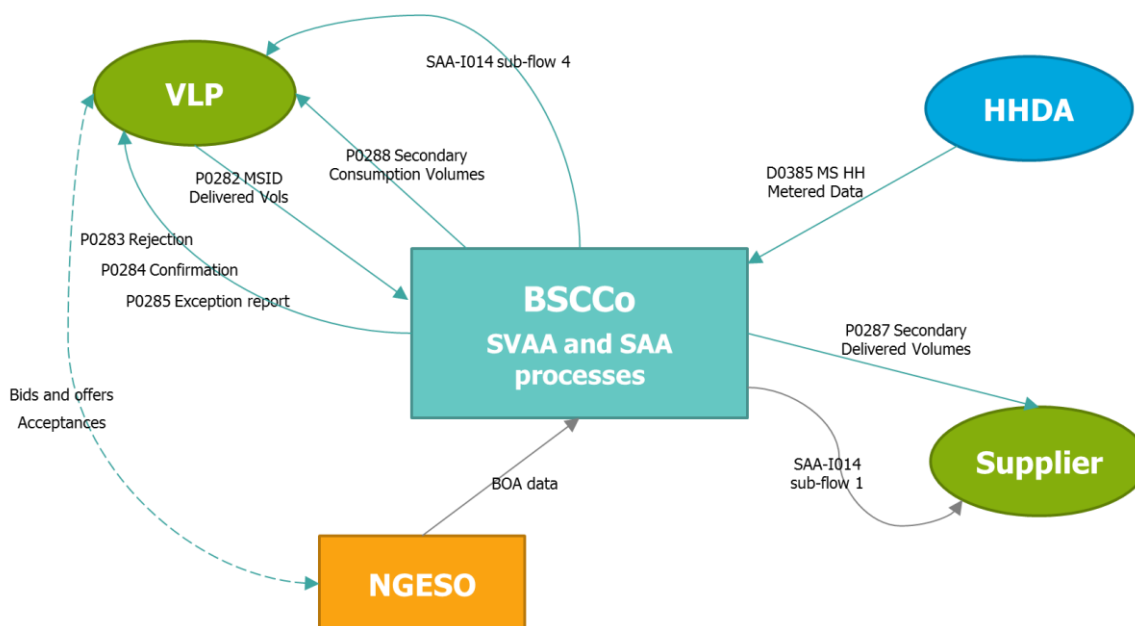 SAA-I014 sub-flow 4
VLP
HHDA
P0288 Secondary
Consumption Volumes
D0385 MS HH
Metered Data
P0282 MSID
Delivered Vols
P0283 Rejection
P0284 Confirmation
P0285 Exception report
BSCCo
SVAA and SAA
processes
P0287 Secondary
Delivered Volumes
Bids and offers
Acceptances
Supplier
SAA-I014
sub-flow 1
BOA data
NGESO